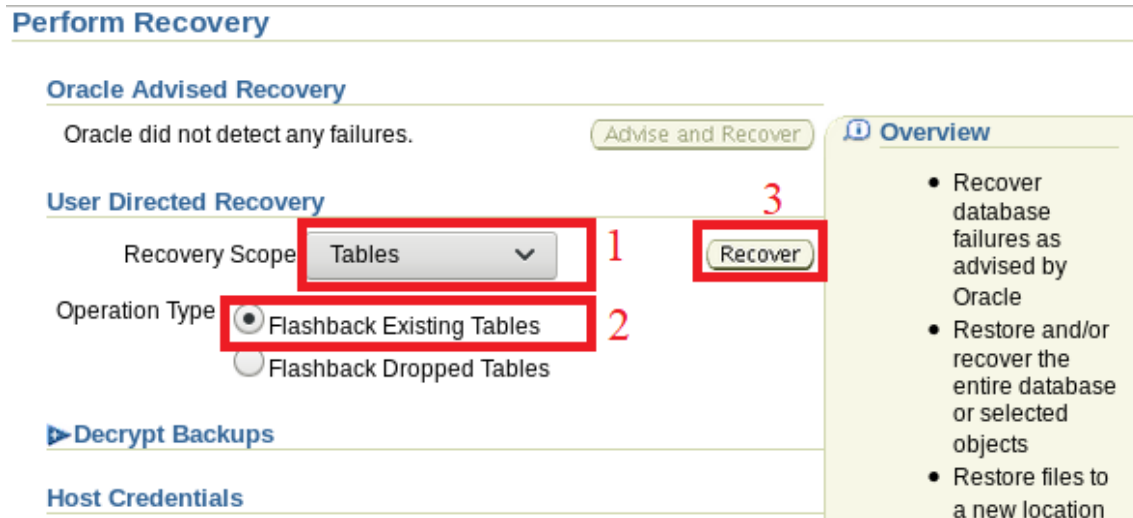 Perform Recovery
Oracle Advised Recovery
Oracle did not detect any failures.
Advise and Recover
User Directed Recovery
3
Recovery Scope
Tables
1
Recover
Operation Type
Flashback Existing Tables
2
Flashback Dropped Tables
Decrypt Backups
Host Credentials
Overview
Recover
database
failures as
advised by
Oracle
Restore and/or
recover the
entire database
or selected
objects
Restore files to
a new location